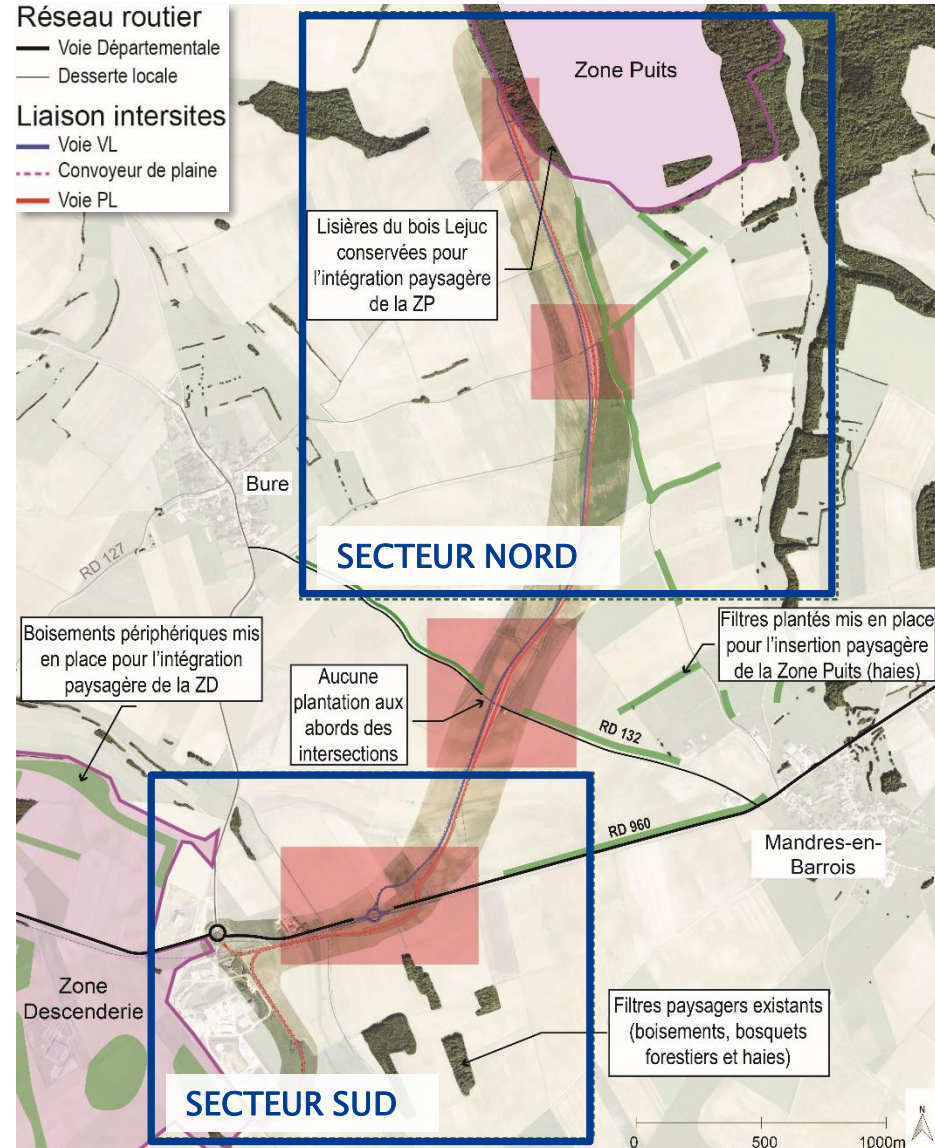 Réseau routier
Voie Départementale
Desserte locale
Liaison intersites
Voie VL
Convoyeur de plaine
Voie PL
Zone Puits
Lisières du bois Lejuc
conservées pour
l'intégration paysagère
de la ZP
Bure
RD 127
SECTEUR NORD
Boisements périphériques mis
en place pour l'intégration
paysagère de la ZD
Aucune
plantation aux
abords des
intersections
Filtres plantés mis en place
pour l'insertion paysagère
de la Zone Puits (haies)
RD 132
RD 960
Mandres-en-
Barrois
Zone
Descenderie
Filtres paysagers existants
(boisements, bosquets
forestiers et haies)
SECTEUR SUD
N
0 500 1000m